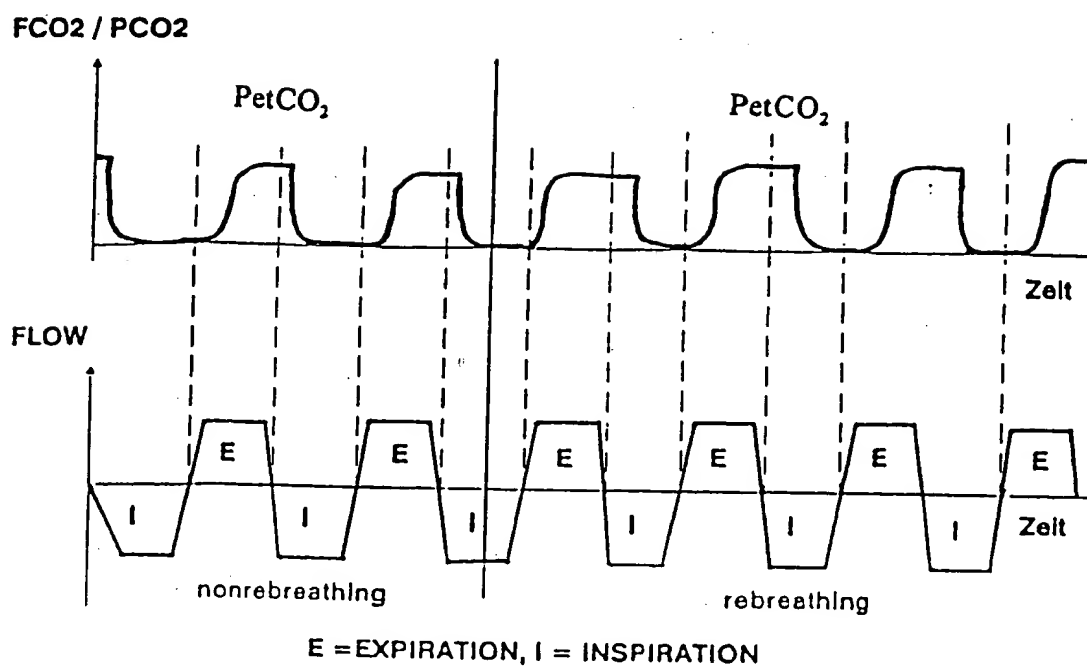 FCO2 / PCO2
PetCO₂
PetCO₂
Zeit
FLOW
E
E
E
E
E
E
I
I
I
I
I
I
Zeit
nonrebreathing
rebreathing
E = EXPIRATION, I = INSPIRATION